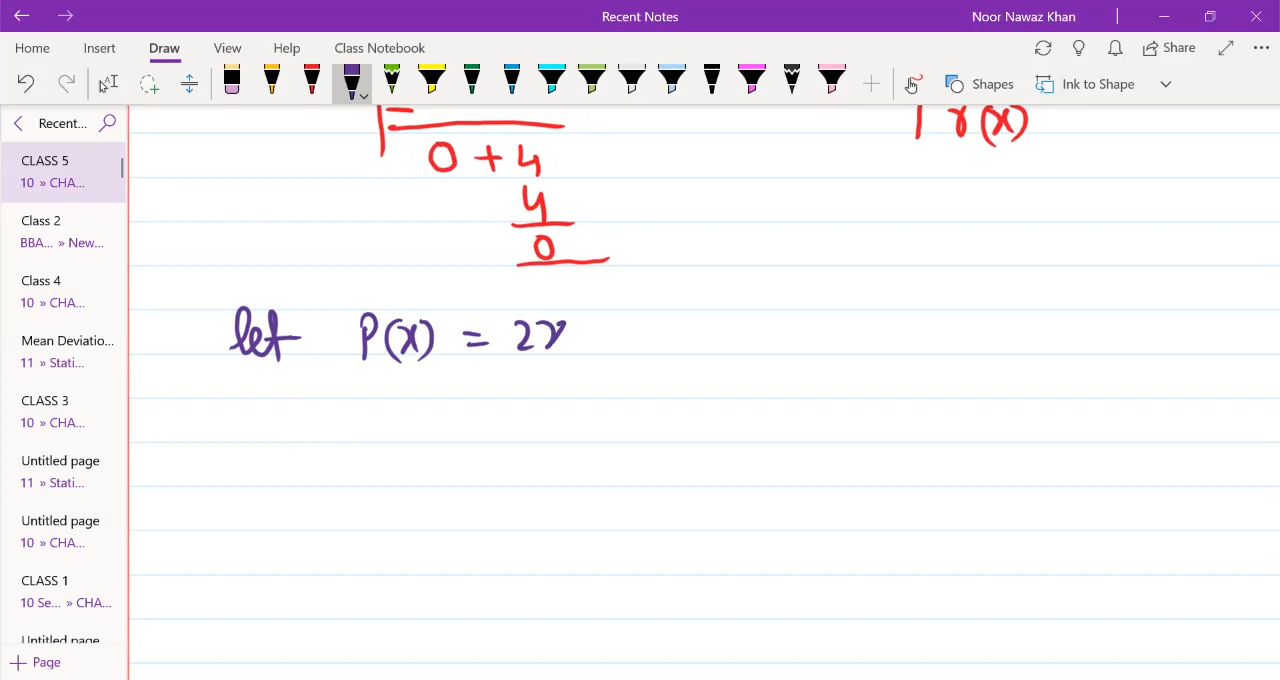 Recent Notes
Noor Nawaz Khan
Home Insert Draw View Help Class Notebook
Share
Shapes
Ink to Shape
Recent...
CLASS 5
10 » CHA...
Class 2
BBA... » New...
Class 4
10 » CHA...
Mean Deviatio...
11 » Stati...
CLASS 3
10 » CHA...
Untitled page
11 » Stati...
Untitled page
10 » CHA...
CLASS 1
10 Se... » CHA...
Untitled page
Page
r(x)
0 + 4
4
0
let P(x) = 2x